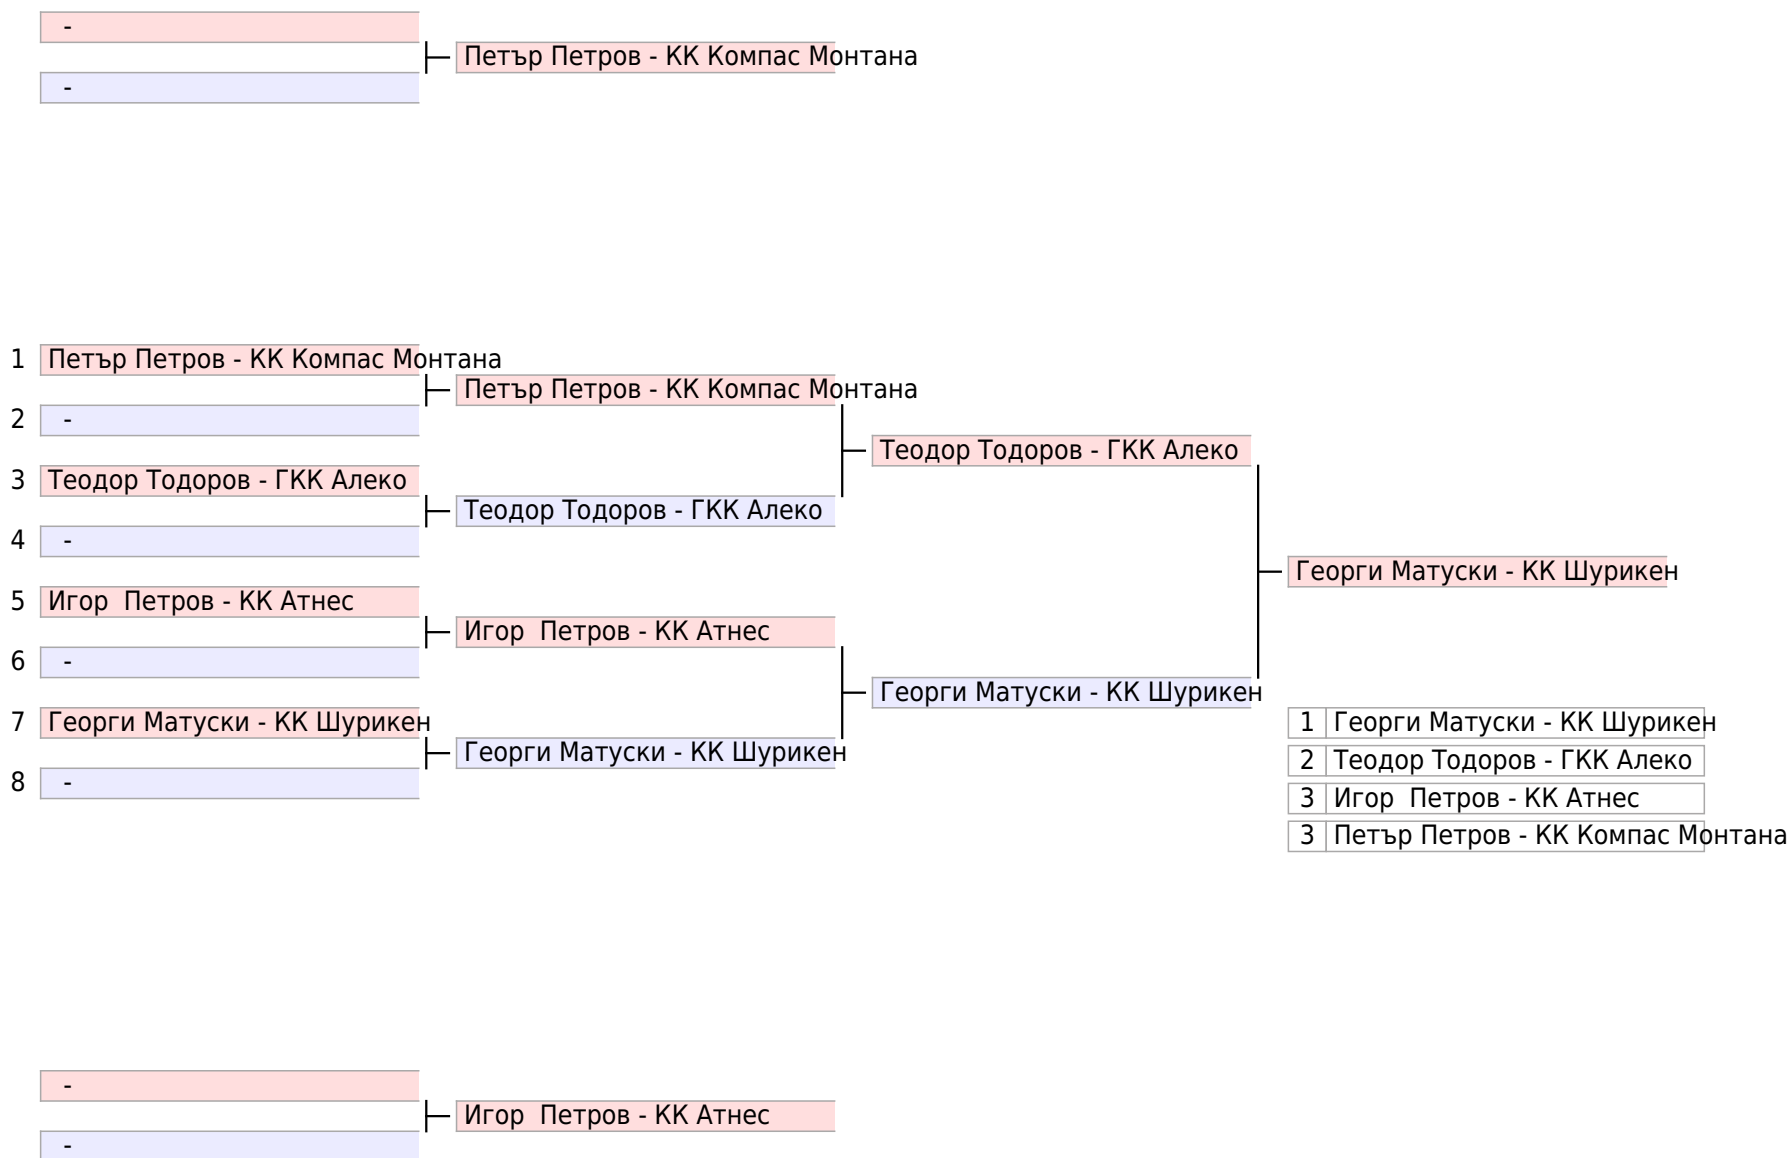 -
Петър Петров - КК Компас Монтана
-
1 Петър Петров - КК Компас Монтана
Петър Петров - КК Компас Монтана
2 -
Теодор Тодоров - ГКК Алеко
3 Теодор Тодоров - ГКК Алеко
Теодор Тодоров - ГКК Алеко
4 -
Георги Матуски - КК Шурикен
5 Игор  Петров - КК Атнес
Игор  Петров - КК Атнес
6 -
Георги Матуски - КК Шурикен
7 Георги Матуски - КК Шурикен
1 Георги Матуски - КК Шурикен
Георги Матуски - КК Шурикен
2 Теодор Тодоров - ГКК Алеко
8 -
3 Игор  Петров - КК Атнес
3 Петър Петров - КК Компас Монтана
-
Игор  Петров - КК Атнес
-